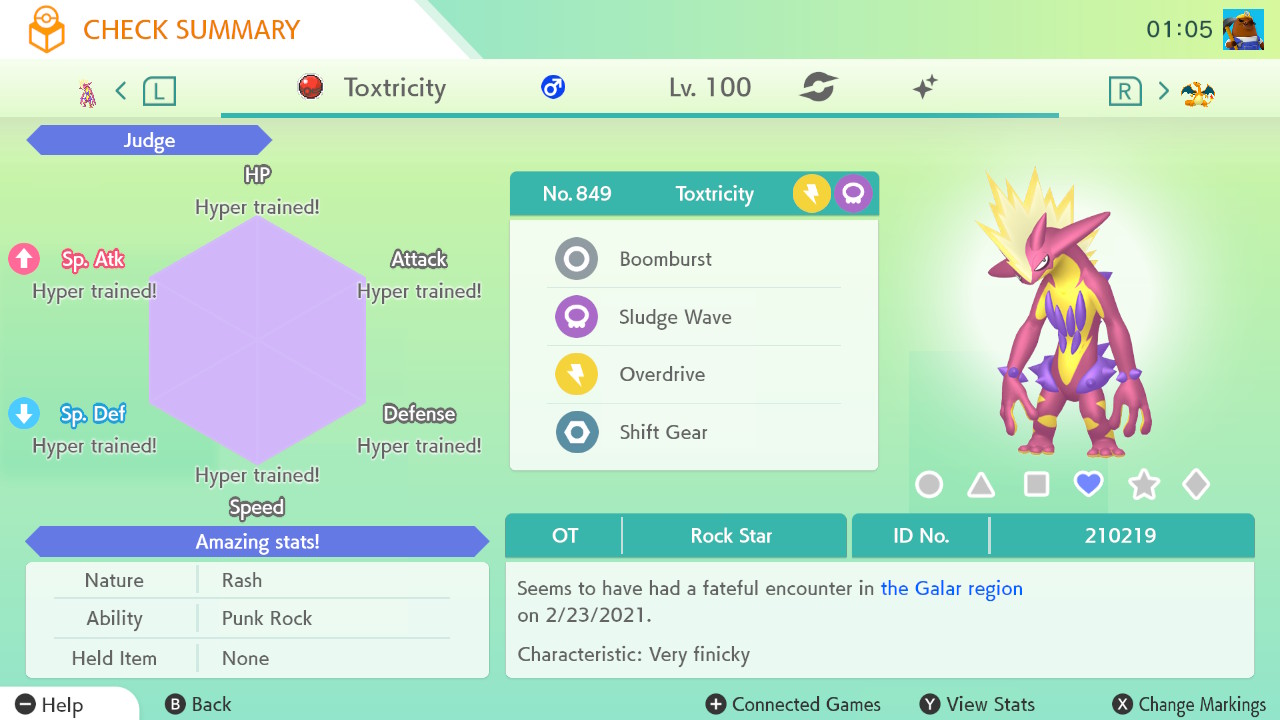 CHECK SUMMARY
01:05
L
Toxtricity
Lv. 100
R
Judge
HP
Hyper trained!
Sp. Atk
Hyper trained!
Attack
Hyper trained!
Sp. Def
Hyper trained!
Defense
Hyper trained!
Hyper trained!
Speed
Amazing stats!
Nature Rash
Ability Punk Rock
Held Item None
No. 849 Toxtricity
Boomburst
Sludge Wave
Overdrive
Shift Gear
OT Rock Star
ID No. 210219
Seems to have had a fateful encounter in the Galar region
on 2/23/2021.
Characteristic: Very finicky
Help
B Back
Connected Games
Y View Stats
X Change Markings